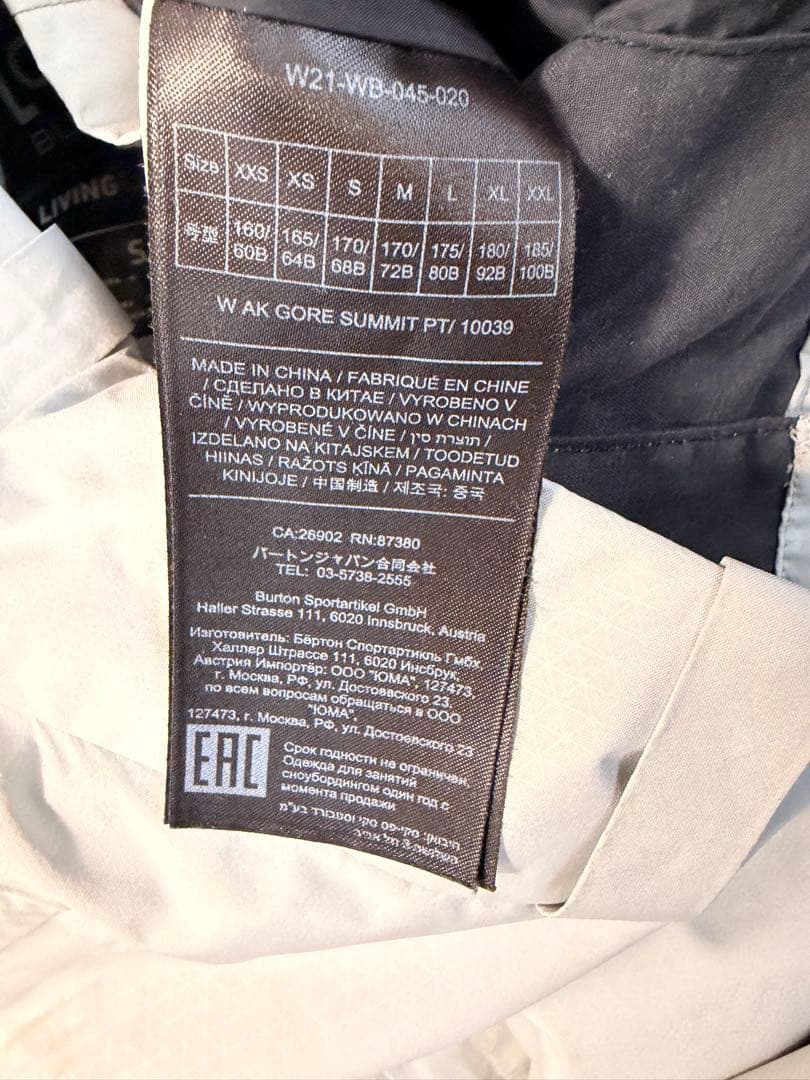 LIVING
W21-WB-045-020
Size XXS XS S M L XL XXL
号型 160/60B 165/64B 170/68B 170/72B 175/80B 180/92B 185/100B
W AK GORE SUMMIT PT/ 10039
MADE IN CHINA / FABRIQUÉ EN CHINE
/ СДЕЛАНО В КИТАЕ / VYROBENO V
ČÍNĚ / WYPRODUKOWANO W CHINACH
/ VYROBENÉ V ČÍNE / תוצרת סין /
IZDELANO NA KITAJSKEM / TOODETUD
HIINAS / RAŽOTS ĶĪNĀ / PAGAMINTA
KINIJOJE / 中国制造 / 제조국: 중국
CA:26902 RN:87380
バートンジャパン合同会社
TEL: 03-5738-2555
Burton Sportartikel GmbH
Haller Strasse 111, 6020 Innsbruck, Austria
Изготовитель: Бёртон Спортартикль Гмбх,
Халлер Штрассе 111, 6020 Инсбрук,
Австрия Импортёр: ООО "ЮМА", 127473,
г. Москва, РФ, ул. Достоевского 23,
по всем вопросам обращаться в ООО
"ЮМА",
127473, г. Москва, РФ, ул. Достоевского 23
EAC
Срок годности не ограничен.
Одежда для занятий
сноубордингом один год с
момента продажи
היבואן: סקי-פס סקי וסנובורד בע"מ